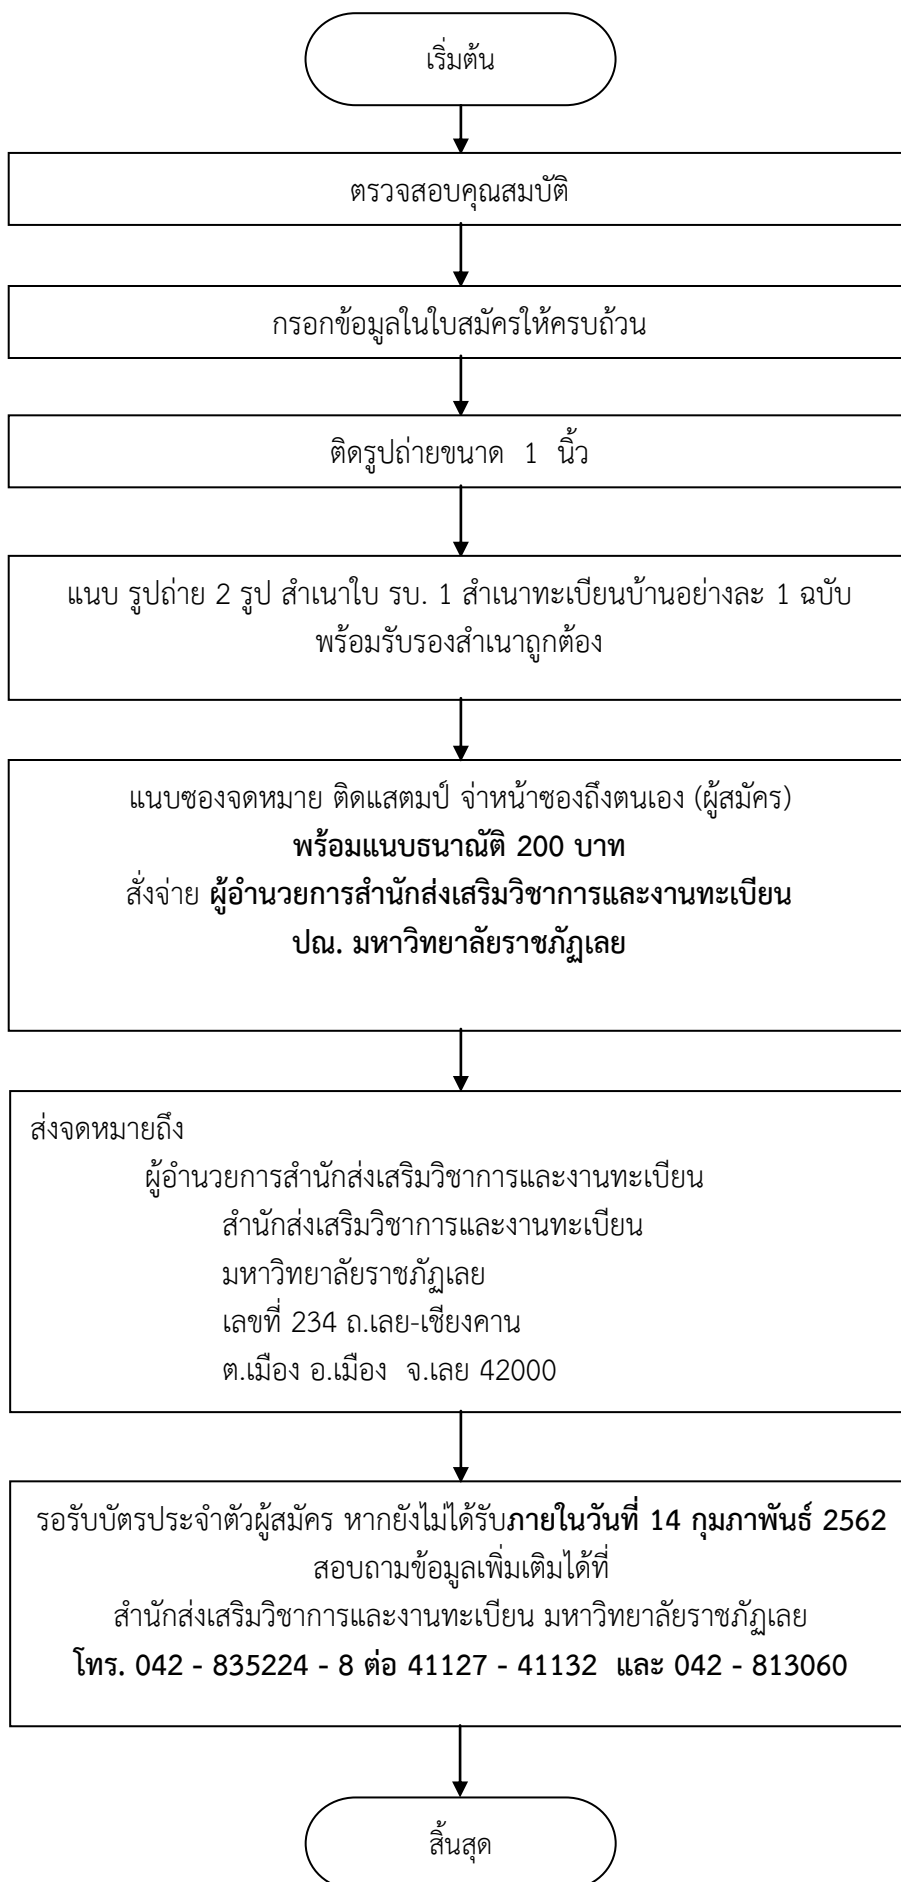 เริ่มต้น
ตรวจสอบคุณสมบัติ
กรอกข้อมูลในใบสมัครให้ครบถ้วน
ติดรูปถ่ายขนาด 1 นิ้ว
แนบ รูปถ่าย 2 รูป สำเนาใบ รบ. 1 สำเนาทะเบียนบ้านอย่างละ 1 ฉบับ
พร้อมรับรองสำเนาถูกต้อง
แนบซองจดหมาย ติดแสตมป์ จ่าหน้าซองถึงตนเอง (ผู้สมัคร)
พร้อมแนบธนาณัติ 200 บาท
สั่งจ่าย ผู้อำนวยการสำนักส่งเสริมวิชาการและงานทะเบียน
ปณ. มหาวิทยาลัยราชภัฏเลย
ส่งจดหมายถึง
ผู้อำนวยการสำนักส่งเสริมวิชาการและงานทะเบียน
สำนักส่งเสริมวิชาการและงานทะเบียน
มหาวิทยาลัยราชภัฏเลย
เลขที่ 234 ถ.เลย-เชียงคาน
ต.เมือง อ.เมือง จ.เลย 42000
รอรับบัตรประจำตัวผู้สมัคร หากยังไม่ได้รับภายในวันที่ 14 กุมภาพันธ์ 2562
สอบถามข้อมูลเพิ่มเติมได้ที่
สำนักส่งเสริมวิชาการและงานทะเบียน มหาวิทยาลัยราชภัฏเลย
โทร. 042 - 835224 - 8 ต่อ 41127 - 41132 และ 042 - 813060
สิ้นสุด